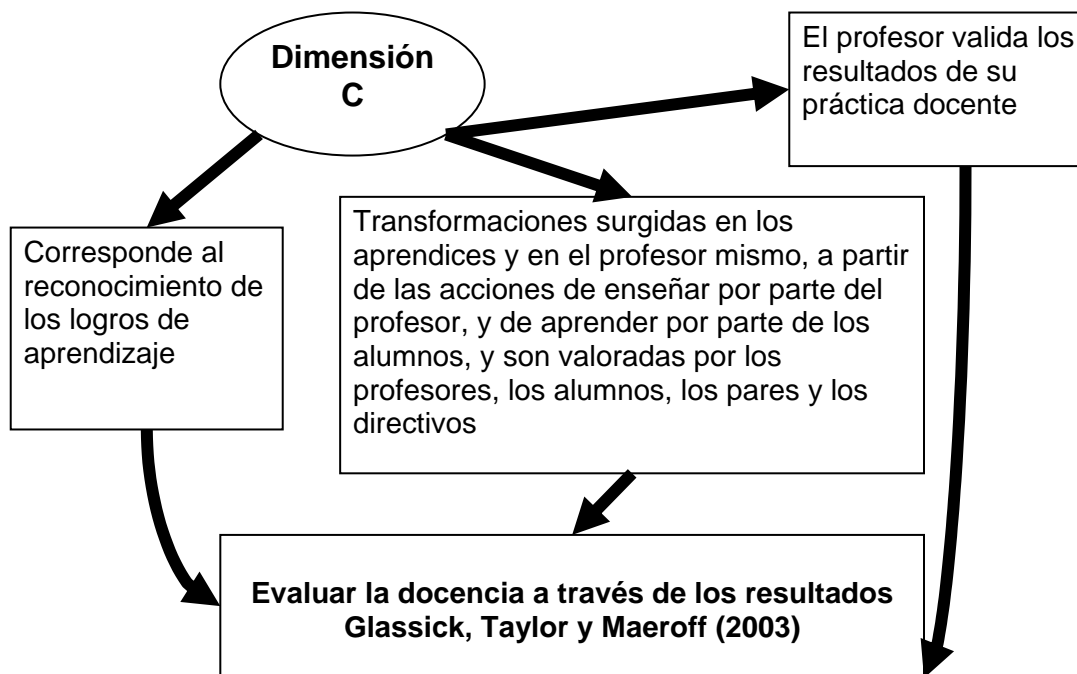 Dimensión
C
El profesor valida los
resultados de su
práctica docente
Corresponde al
reconocimiento de
los logros de
aprendizaje
Transformaciones surgidas en los
aprendices y en el profesor mismo, a partir
de las acciones de enseñar por parte del
profesor, y de aprender por parte de los
alumnos, y son valoradas por los
profesores, los alumnos, los pares y los
directivos
Evaluar la docencia a través de los resultados
Glassick, Taylor y Maeroff (2003)